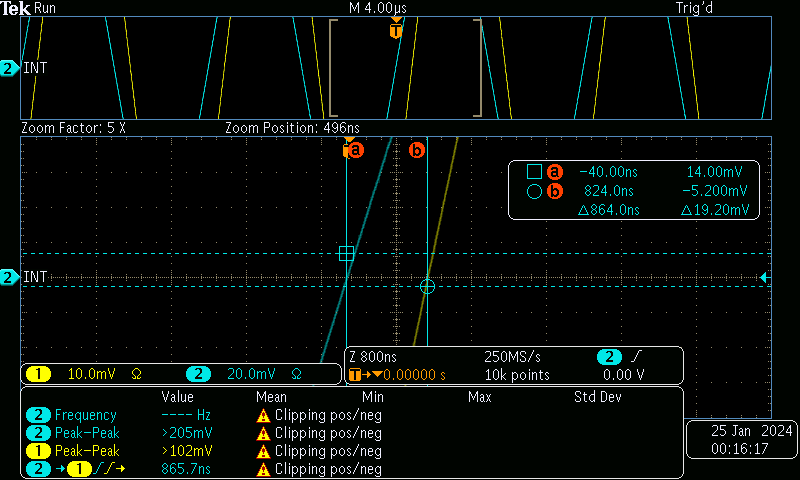 Tek Run M 4.00µs Trig'd
2 INT
Zoom Factor: 5 X Zoom Position: 496ns
T a b
a −40.00ns 14.00mV
b 824.0ns −5.200mV
△864.0ns △19.20mV
2 INT
1 10.0mV Ω 2 20.0mV Ω
Z 800ns 250MS/s 2
T→▼0.00000 s 10k points 0.00 V
Value Mean Min Max Std Dev
2 Frequency −−−− Hz Clipping pos/neg
2 Peak−Peak >205mV Clipping pos/neg
1 Peak−Peak >102mV Clipping pos/neg
2 →1 → 865.7ns Clipping pos/neg
25 Jan 2024
00:16:17